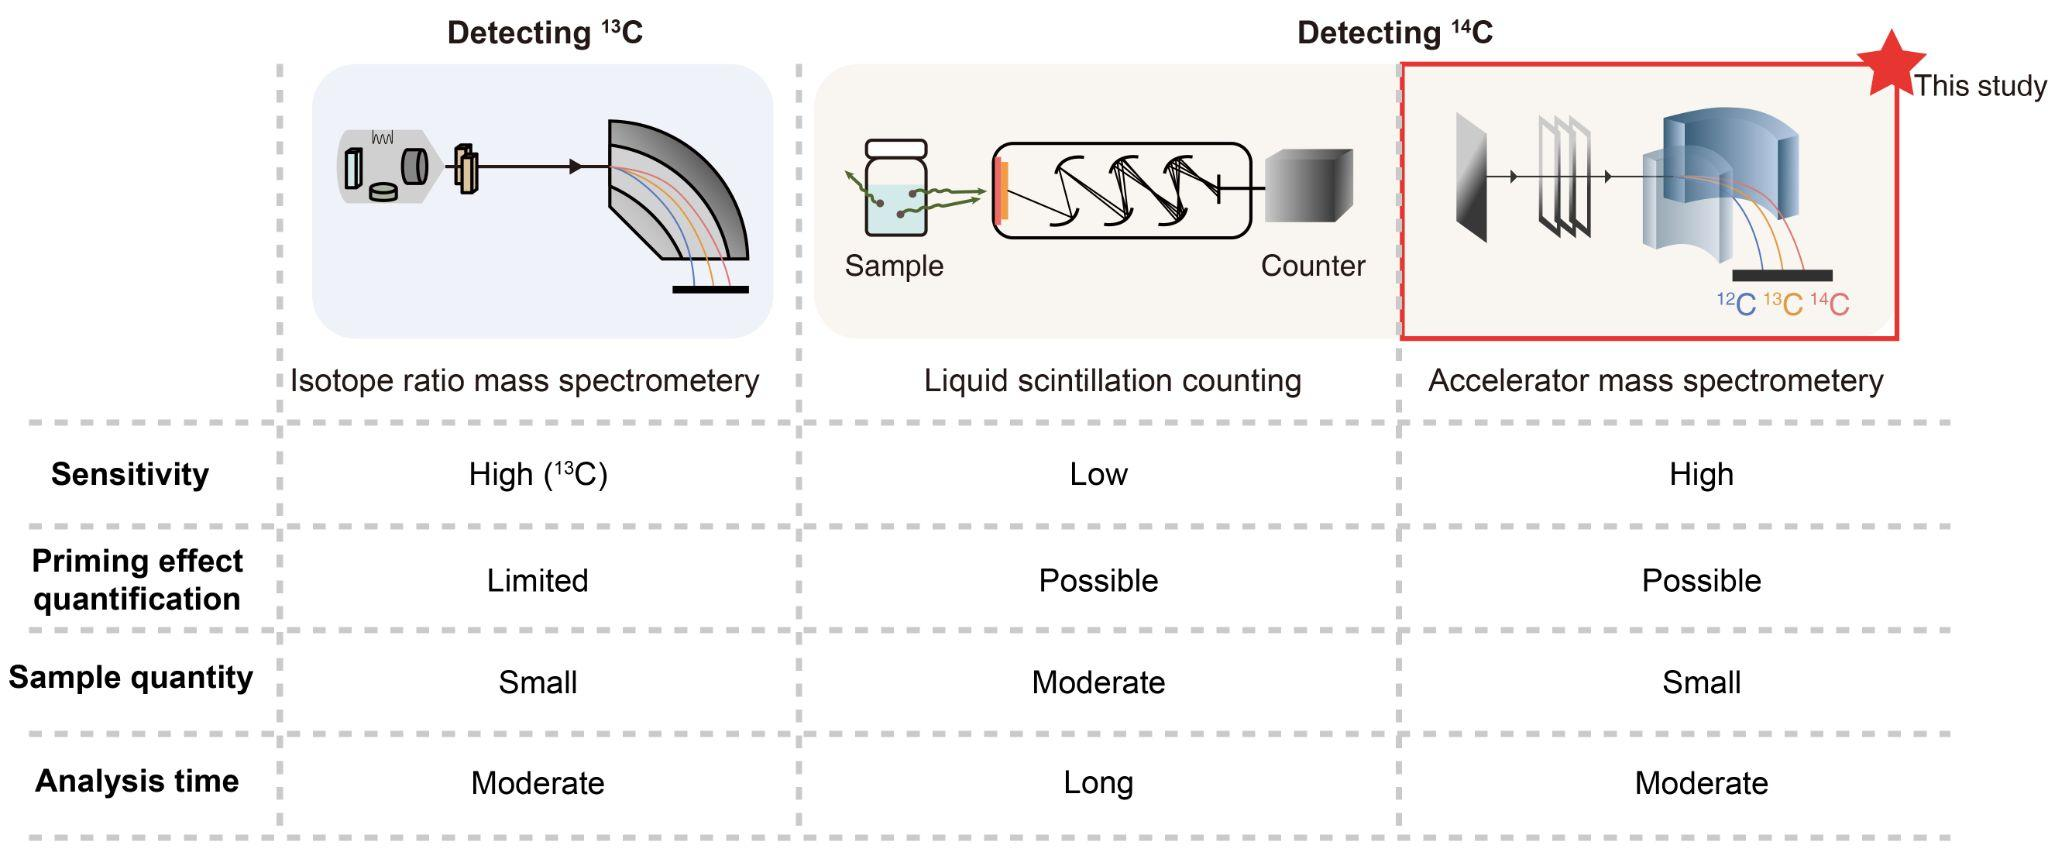 Detecting ¹³C
Detecting ¹⁴C
This study
Sample
Counter
¹²C ¹³C ¹⁴C
Isotope ratio mass spectrometery
Liquid scintillation counting
Accelerator mass spectrometery
Sensitivity
High (¹³C)
Low
High
Priming effect
quantification
Limited
Possible
Possible
Sample quantity
Small
Moderate
Small
Analysis time
Moderate
Long
Moderate